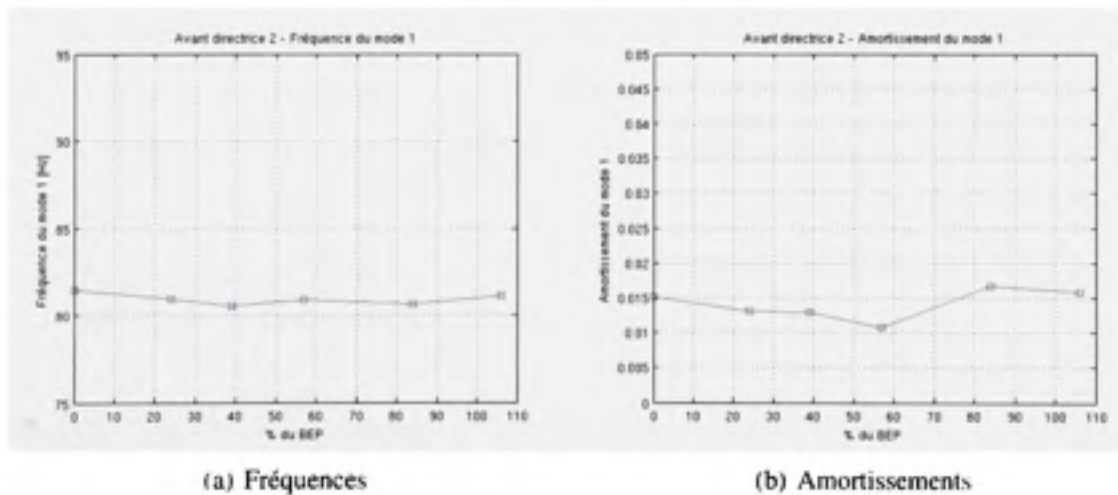 Avant directrice 2 - Fréquence du mode 1
95
90
85
80
75
Fréquence du mode 1 [Hz]
0 10 20 30 40 50 60 70 80 90 100 110
% du BEP
(a) Fréquences
Avant directrice 2 - Amortissement du mode 1
0.05
0.045
0.04
0.035
0.03
0.025
0.02
0.015
0.01
0.005
0
Amortissement du mode 1
0 10 20 30 40 50 60 70 80 90 100 110
% du BEP
(b) Amortissements